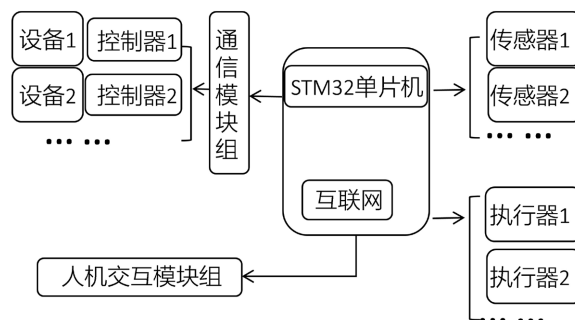 设备1
控制器1
设备2
控制器2
... ...
通信模块组
STM32单片机
互联网
人机交互模块组
传感器1
传感器2
... ...
执行器1
执行器2
... ...